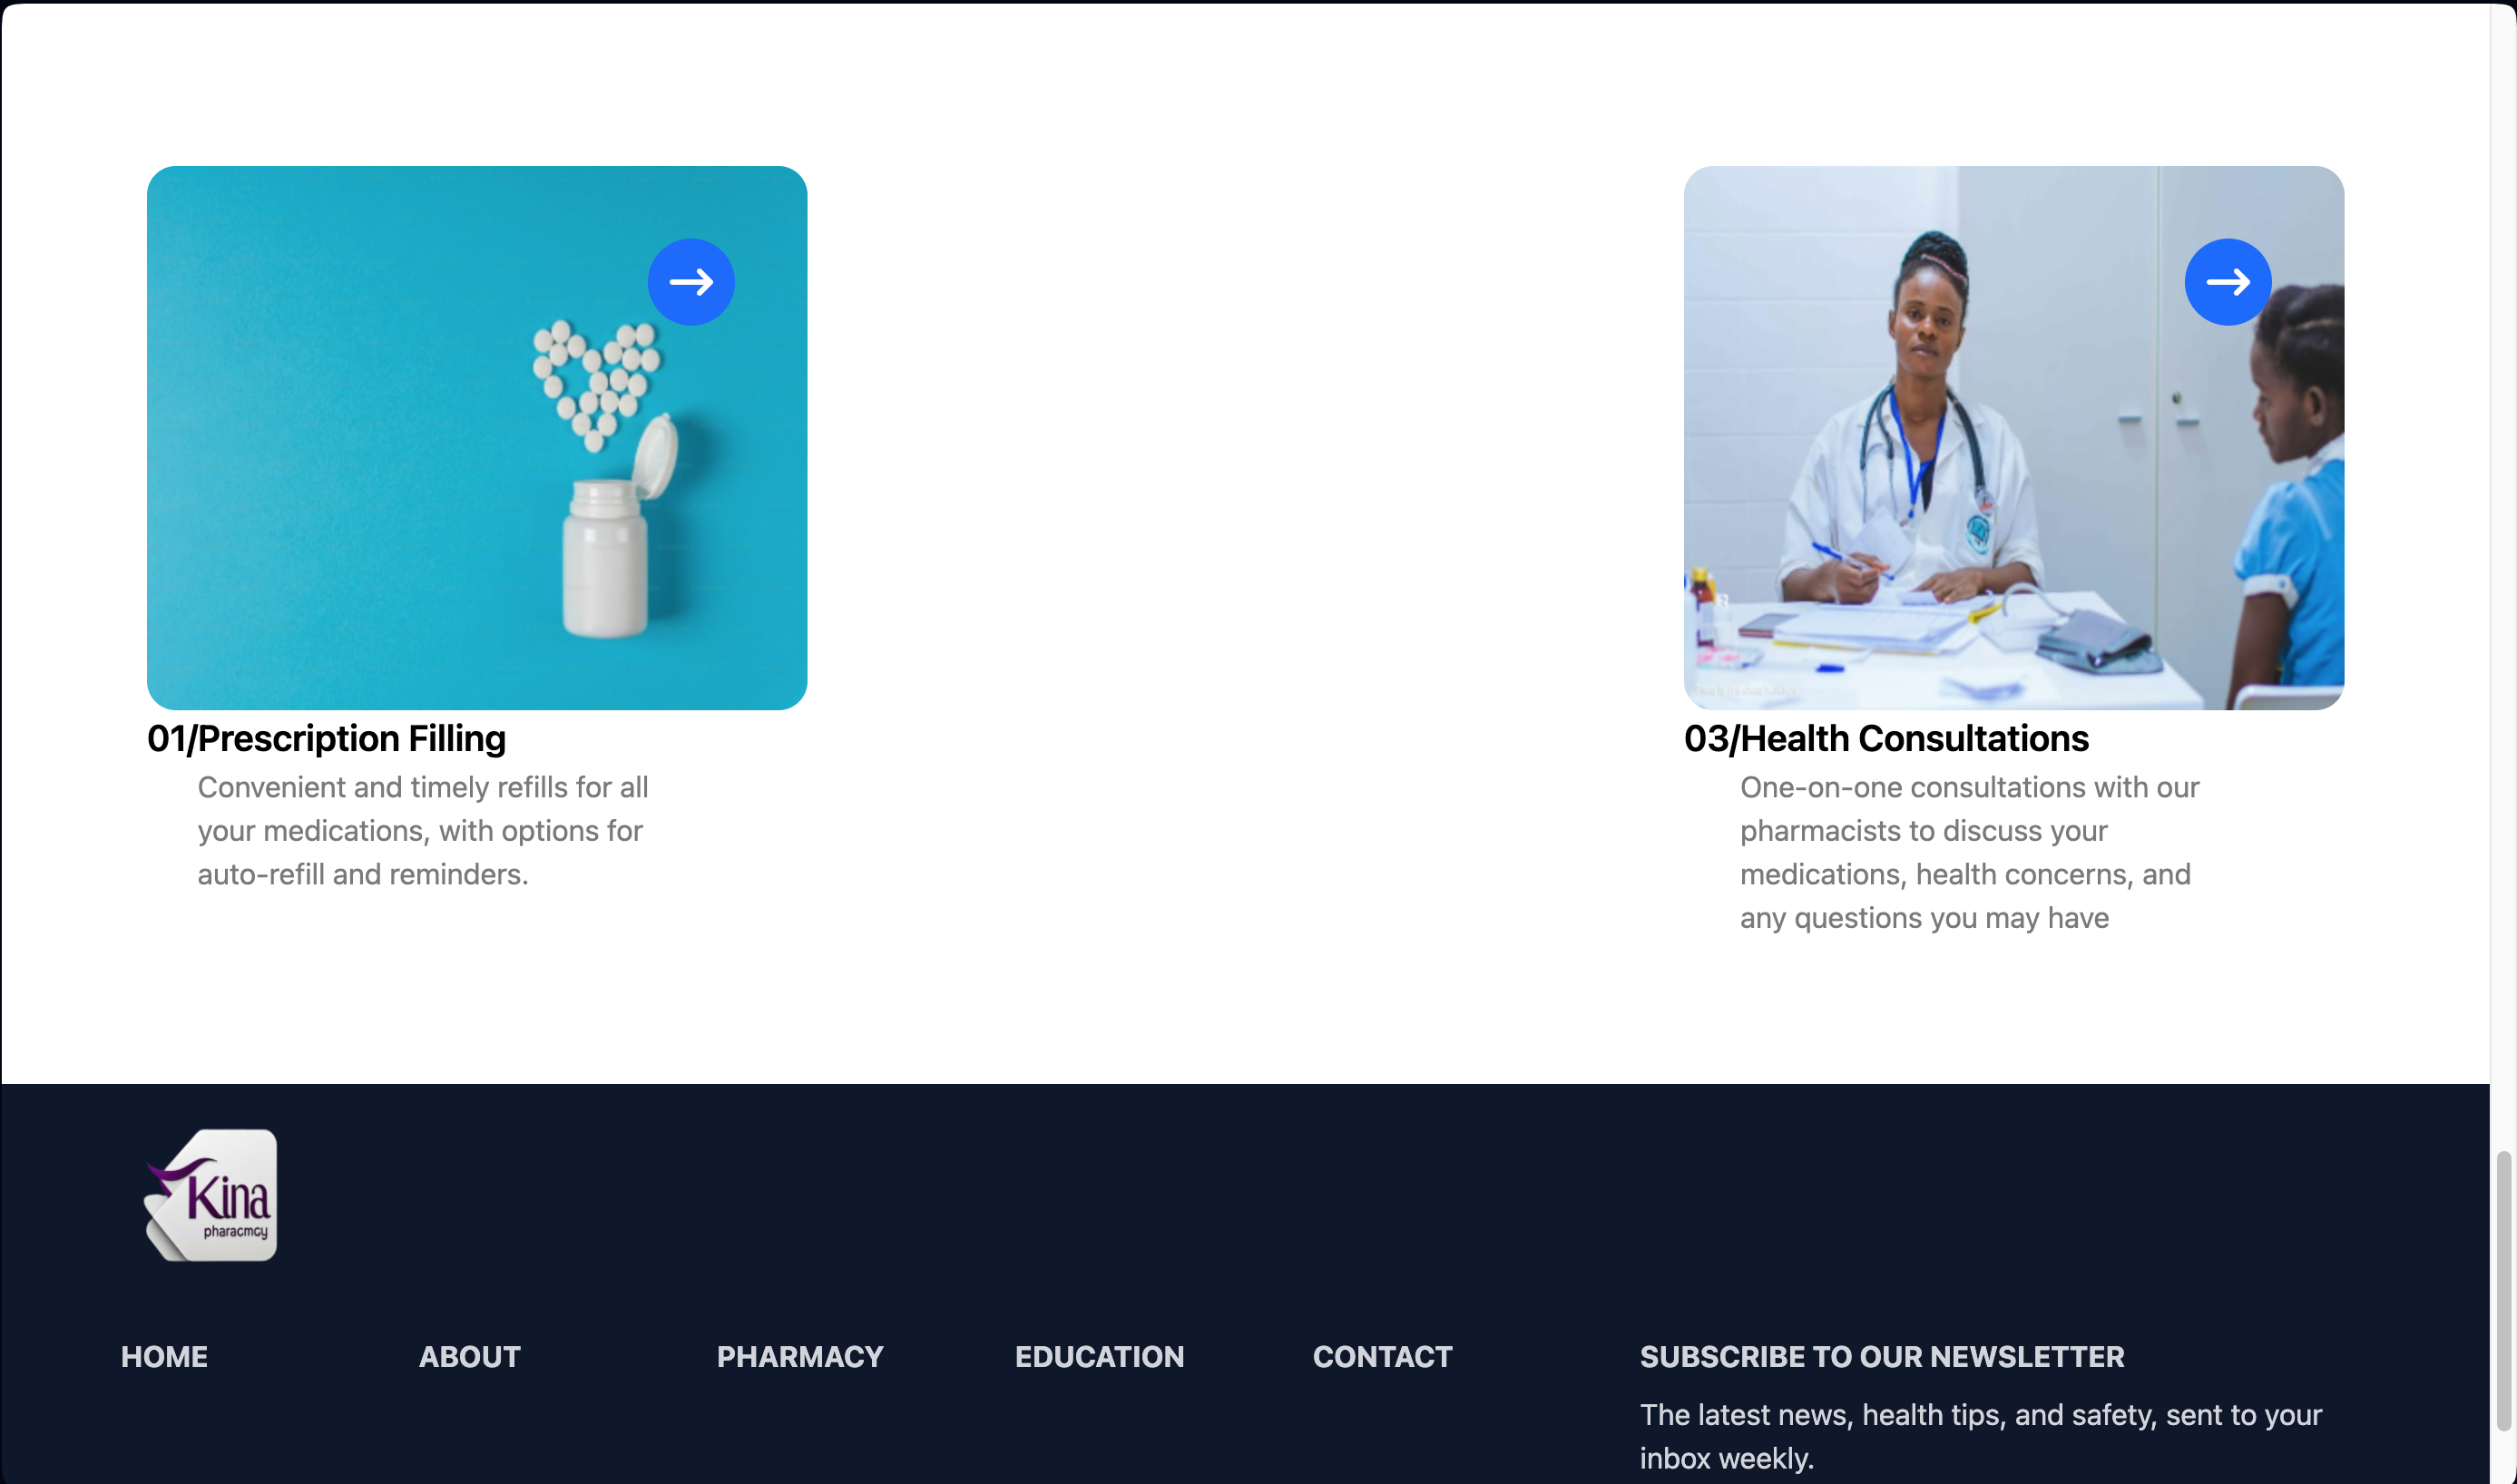 01/Prescription Filling
Convenient and timely refills for all
your medications, with options for
auto-refill and reminders.
03/Health Consultations
One-on-one consultations with our
pharmacists to discuss your
medications, health concerns, and
any questions you may have
Kina
pharacmcy
HOME
ABOUT
PHARMACY
EDUCATION
CONTACT
SUBSCRIBE TO OUR NEWSLETTER
The latest news, health tips, and safety, sent to your
inbox weekly.